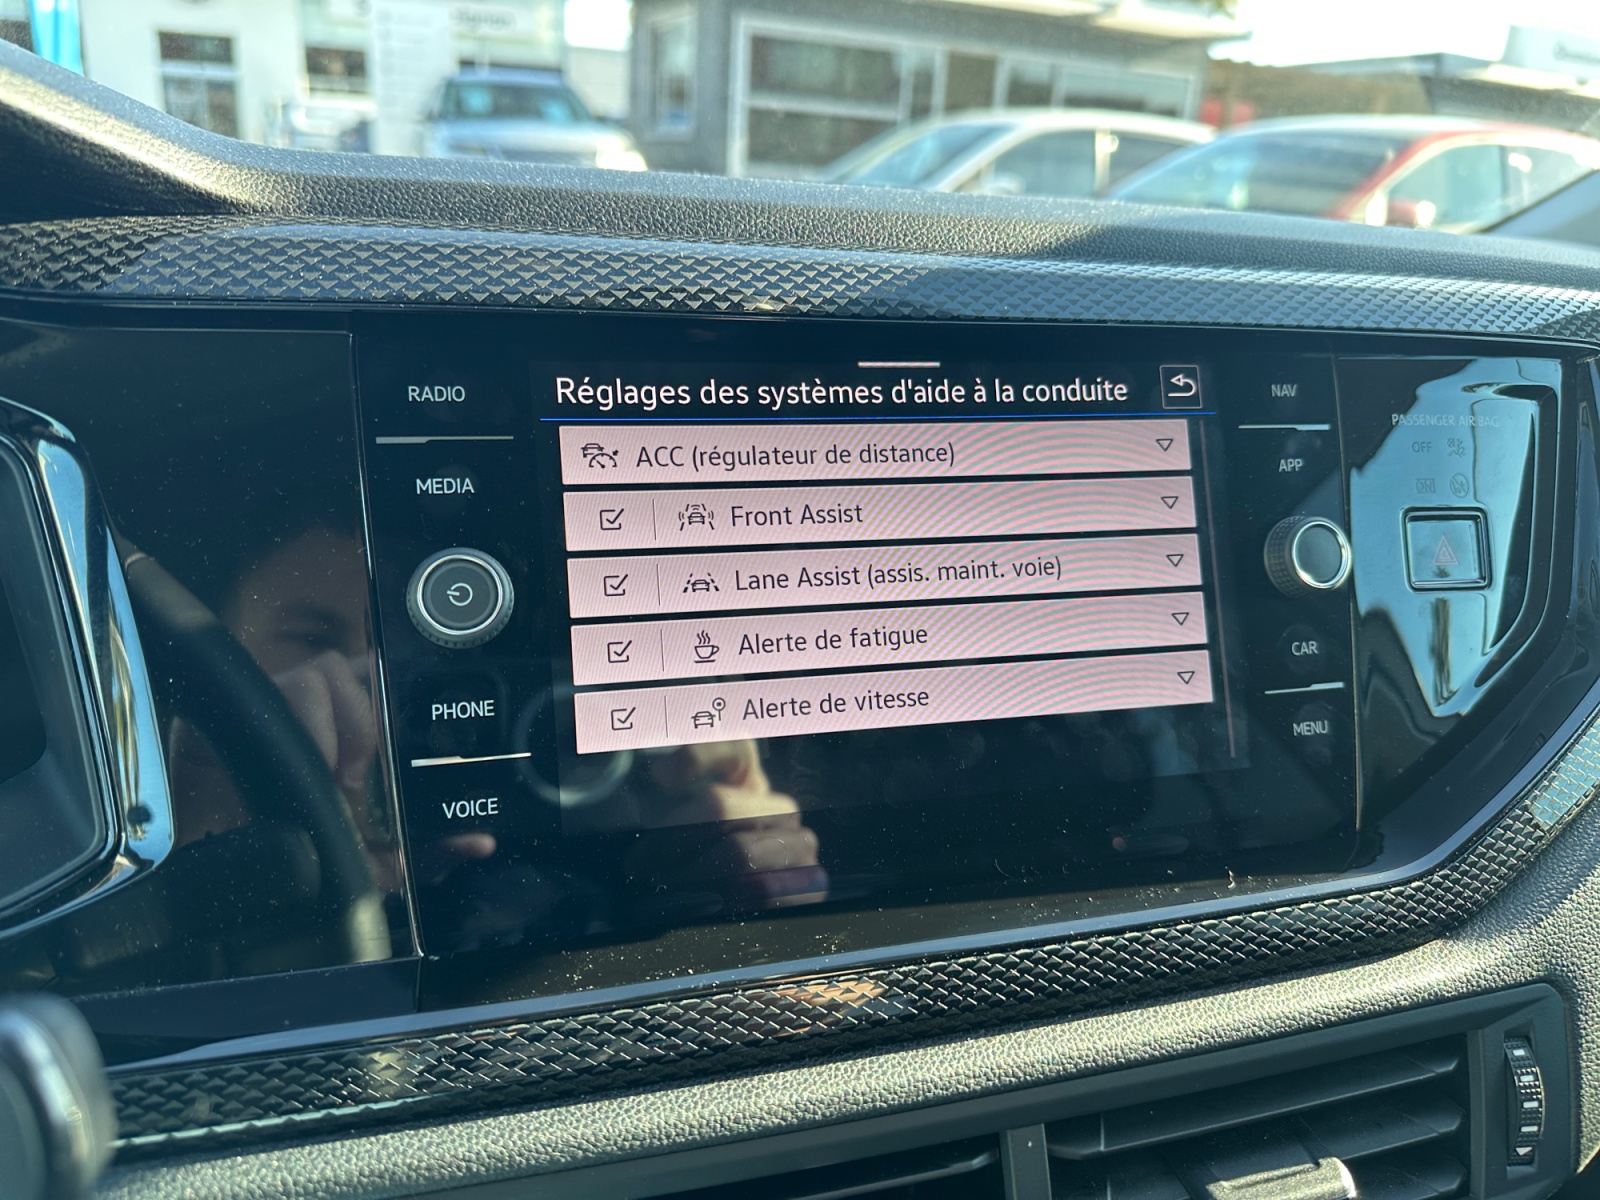 RADIO
MEDIA
PHONE
VOICE
Réglages des systèmes d'aide à la conduite
ACC (régulateur de distance)
Front Assist
Lane Assist (assis. maint. voie)
Alerte de fatigue
Alerte de vitesse
NAV
APP
CAR
MENU
PASSENGER AIR BAG
OFF
ON